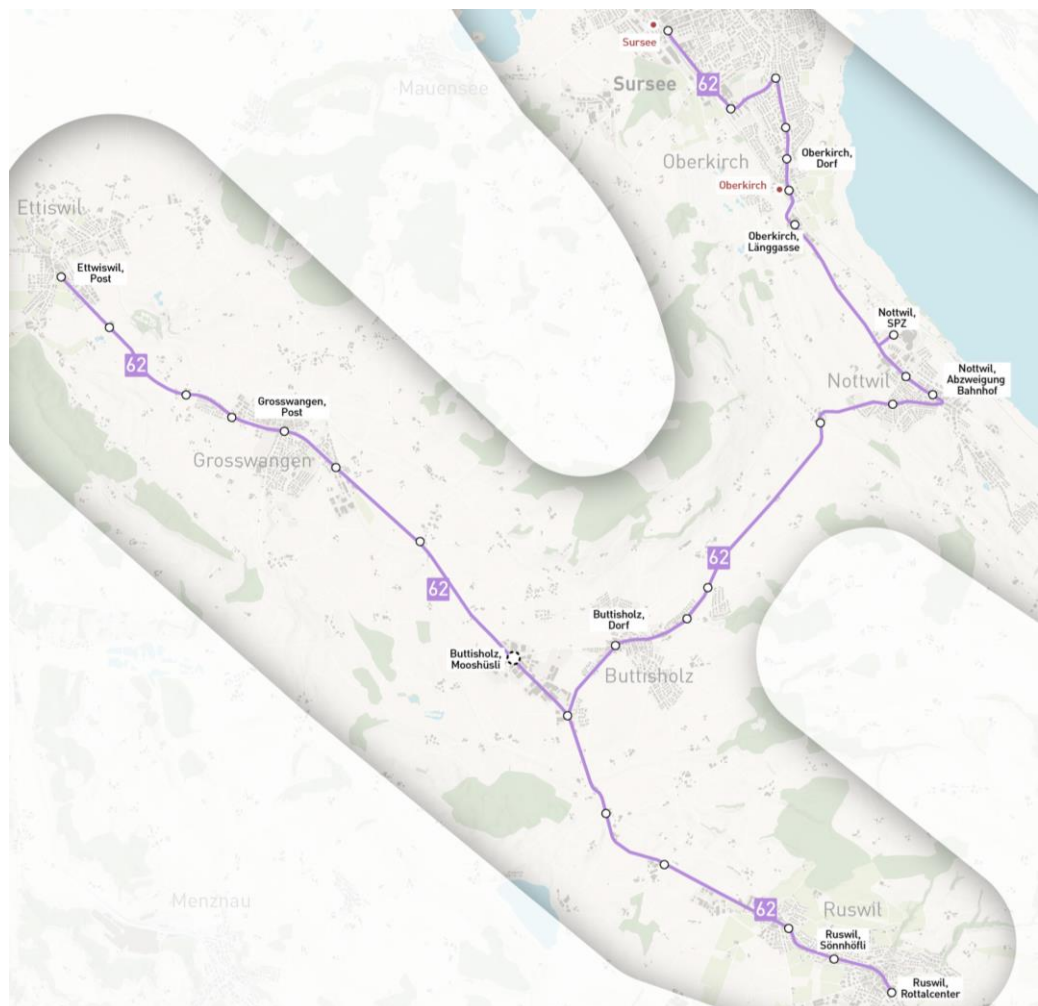 Sursee
Sursee
62
Mauensee
Oberkirch
Oberkirch,
Dorf
Oberkirch
Ettiswil
Oberkirch,
Länggasse
Ettwiswil,
Post
Nottwil,
SPZ
62
Nottwil
Nottwil,
Abzweigung
Bahnhof
Grosswangen,
Post
Grosswangen
62
62
Buttisholz,
Dorf
Buttisholz,
Mooshüsli
Buttisholz
Menznau
62
Ruswil
Ruswil,
Sönnhöfli
Ruswil,
Rottalcenter